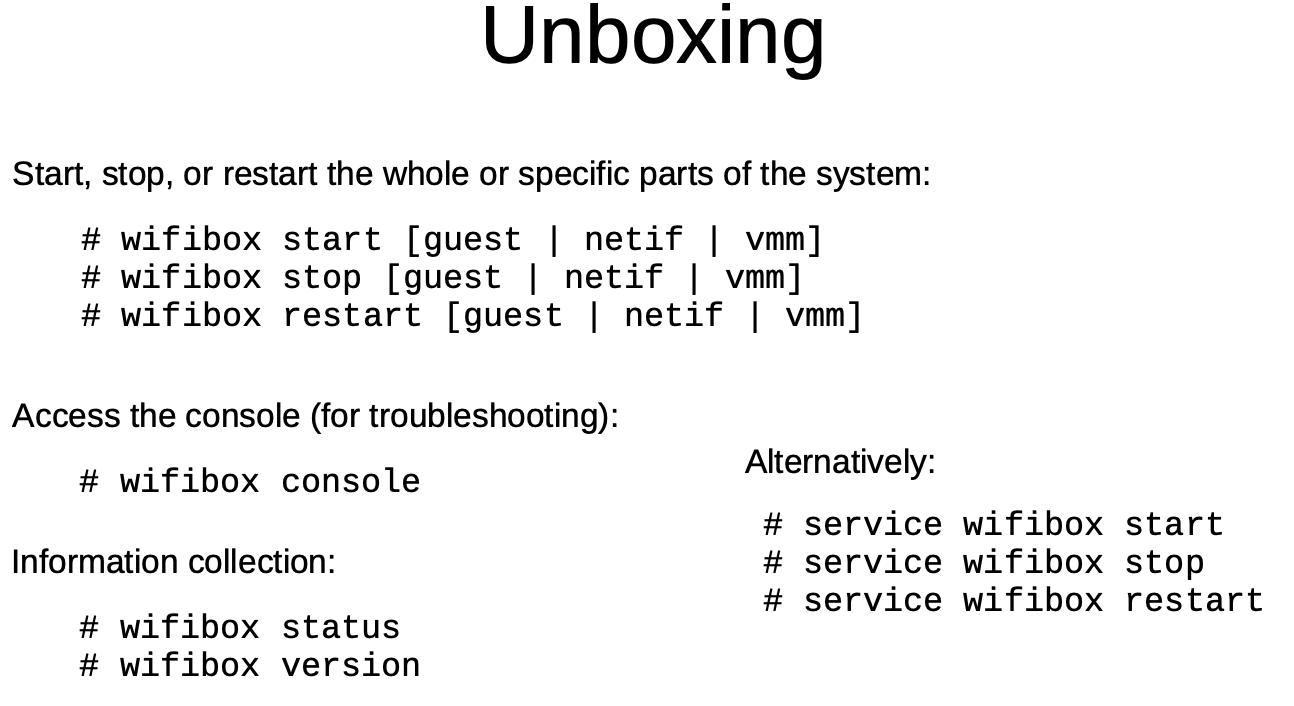 Unboxing
Start, stop, or restart the whole or specific parts of the system:
# wifibox start [guest | netif | vmm]
# wifibox stop [guest | netif | vmm]
# wifibox restart [guest | netif | vmm]
Access the console (for troubleshooting):
# wifibox console
Information collection:
# wifibox status
# wifibox version
Alternatively:
# service wifibox start
# service wifibox stop
# service wifibox restart